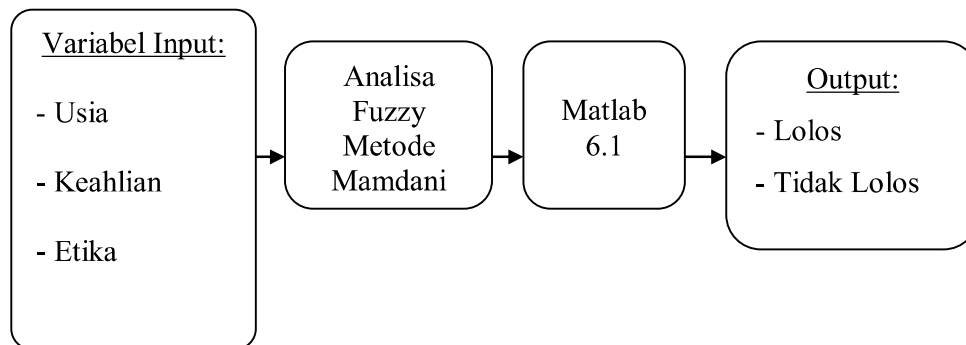 Variabel Input:
- Usia
- Keahlian
- Etika
Analisa
Fuzzy
Metode
Mamdani
Matlab
6.1
Output:
- Lolos
- Tidak Lolos